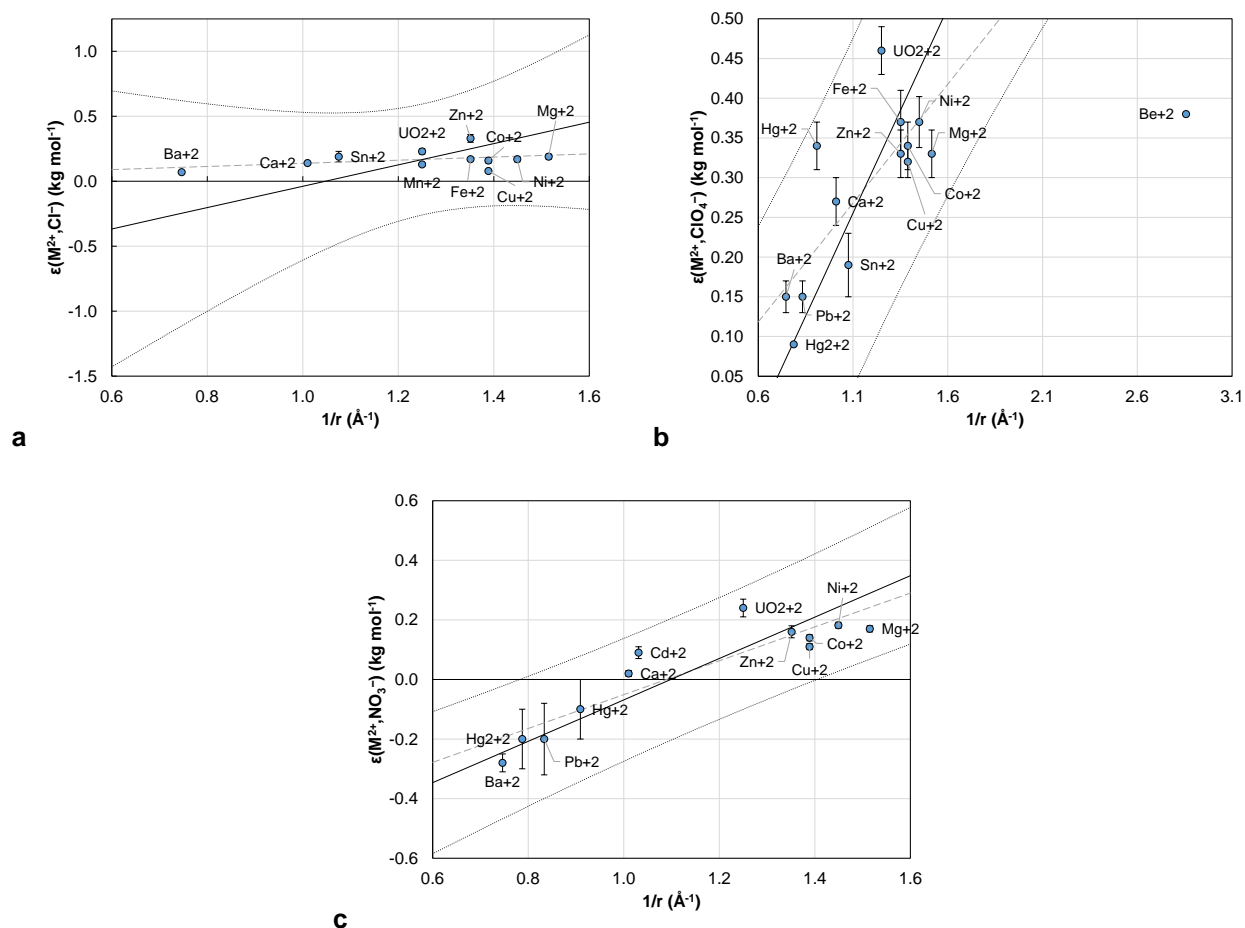 1.0
0.5
0.0
-0.5
-1.0
-1.5
0.6 0.8 1.0 1.2 1.4 1.6
ε(M²⁺,Cl⁻) (kg mol⁻¹)
1/r (Å⁻¹)
Ba+2
Ca+2
Sn+2
UO2+2
Mn+2
Zn+2
Fe+2
Co+2
Cu+2
Mg+2
Ni+2
a
0.50
0.45
0.40
0.35
0.30
0.25
0.20
0.15
0.10
0.05
0.6 1.1 1.6 2.1 2.6 3.1
ε(M²⁺,ClO₄⁻) (kg mol⁻¹)
1/r (Å⁻¹)
UO2+2
Fe+2
Ni+2
Be+2
Hg+2
Zn+2
Mg+2
Co+2
Ca+2
Cu+2
Ba+2
Sn+2
Pb+2
Hg2+2
b
0.6
0.4
0.2
0.0
-0.2
-0.4
-0.6
0.6 0.8 1.0 1.2 1.4 1.6
ε(M²⁺,NO₃⁻) (kg mol⁻¹)
1/r (Å⁻¹)
Ni+2
UO2+2
Mg+2
Cd+2
Zn+2
Co+2
Ca+2
Cu+2
Hg+2
Hg2+2
Pb+2
Ba+2
c